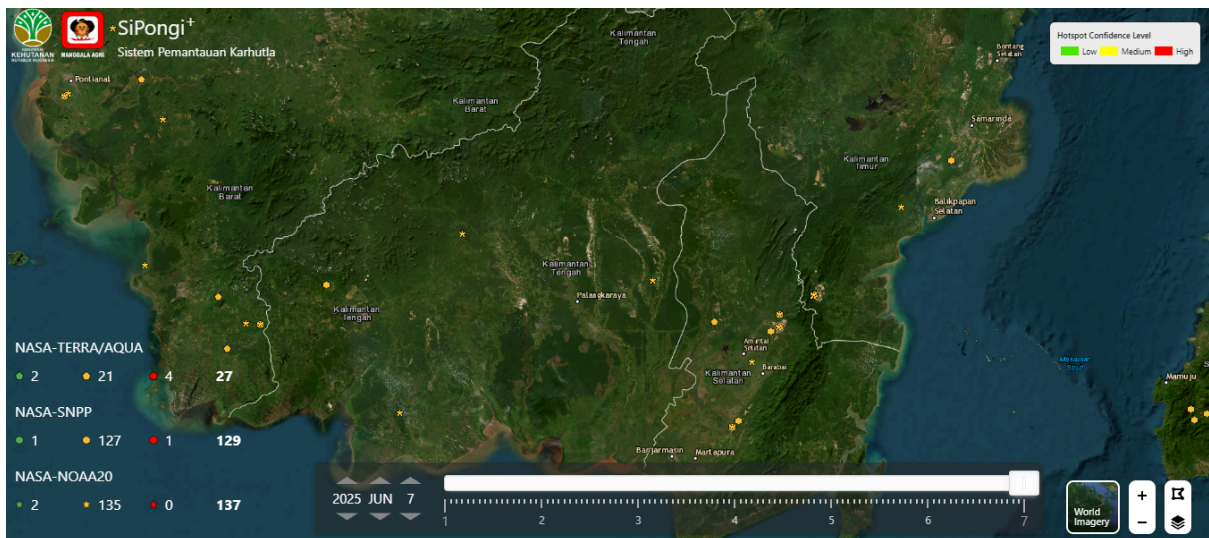 SiPongi+
Sistem Pemantauan Karhutla
KEMENTERIAN
KEHUTANAN
REPUBLIK INDONESIA
MANGGALA AGNI
Hotspot Confidence Level
Low Medium High
Kalimantan
Tengah
Bontang
Selatan
Pontianak
Kalimantan
Barat
Samarinda
Kalimantan
Timur
Kalimantan
Barat
Balikpapan
Selatan
Kalimantan
Tengah
Palangkaraya
Kalimantan
Tengah
Amuntai
Selatan
Makassar
Strait
Kalimantan
Selatan
Barabai
Mamuju
S
Banjarmasin
Martapura
NASA-TERRA/AQUA
2 21 4 27
NASA-SNPP
1 127 1 129
NASA-NOAA20
2 135 0 137
2025 JUN 7
1 2 3 4 5 6 7
World
Imagery
+
−